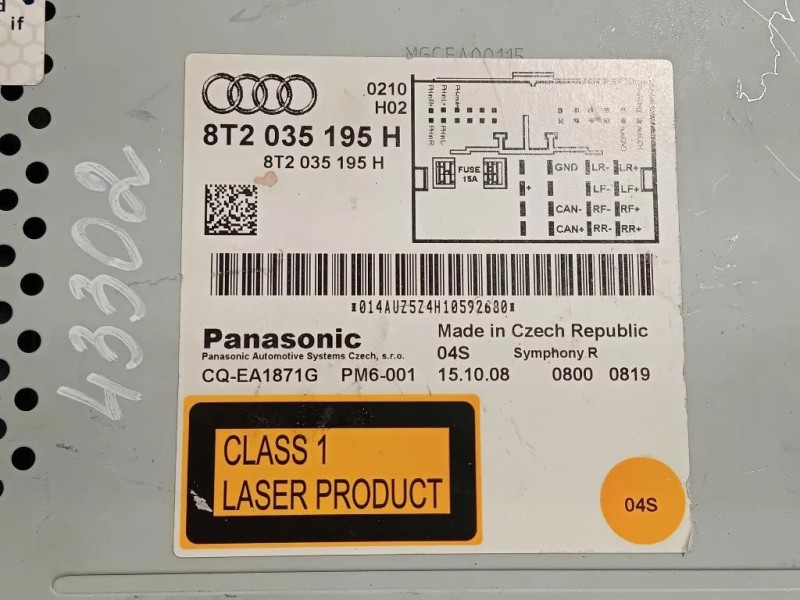 d
if
MGCEA00115
0210
H02
8T2 035 195 H
8T2 035 195 H
FUSE
15A
GND LR- LR+
+ LF- LF+
CAN- RF- RF+
CAN+ RR- RR+
*014AUZ5Z4H10592680*
Panasonic
Panasonic Automotive Systems Czech, s.r.o.
CQ-EA1871G PM6-001
Made in Czech Republic
04S Symphony R
15.10.08 0800 0819
CLASS 1
LASER PRODUCT
04S
43302